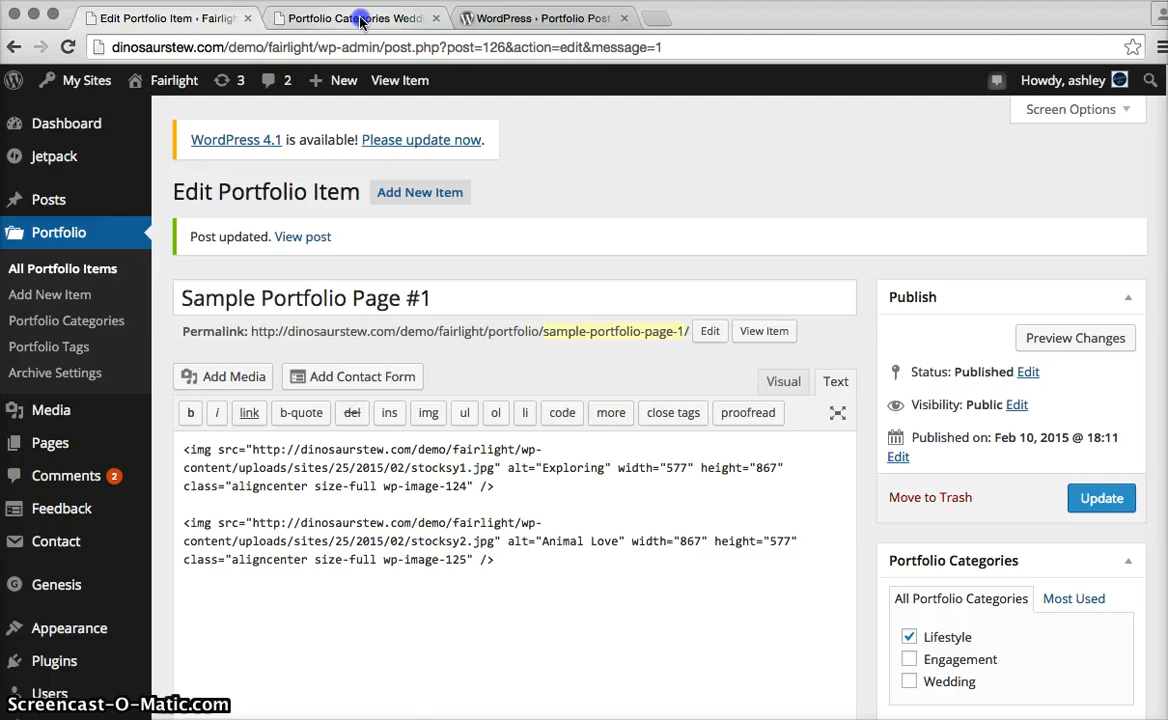 Edit Portfolio Item ‹ Fairligh
Portfolio Categories Weddi
WordPress › Portfolio Post
dinosaurstew.com/demo/fairlight/wp-admin/post.php?post=126&action=edit&message=1
My Sites Fairlight 3 2 New View Item Howdy, ashley
Screen Options
Dashboard
Jetpack
Posts
Portfolio
All Portfolio Items
Add New Item
Portfolio Categories
Portfolio Tags
Archive Settings
Media
Pages
Comments 2
Feedback
Contact
Genesis
Appearance
Plugins
Users
WordPress 4.1 is available! Please update now.
Edit Portfolio Item Add New Item
Post updated. View post
Sample Portfolio Page #1
Permalink: http://dinosaurstew.com/demo/fairlight/portfolio/sample-portfolio-page-1/ Edit View Item
Add Media Add Contact Form
Visual Text
b i link b-quote del ins img ul ol li code more close tags proofread
<img src="http://dinosaurstew.com/demo/fairlight/wp-
content/uploads/sites/25/2015/02/stocksy1.jpg" alt="Exploring" width="577" height="867"
class="aligncenter size-full wp-image-124" />
<img src="http://dinosaurstew.com/demo/fairlight/wp-
content/uploads/sites/25/2015/02/stocksy2.jpg" alt="Animal Love" width="867" height="577"
class="aligncenter size-full wp-image-125" />
Publish
Preview Changes
Status: Published Edit
Visibility: Public Edit
Published on: Feb 10, 2015 @ 18:11
Edit
Move to Trash Update
Portfolio Categories
All Portfolio Categories Most Used
Lifestyle
Engagement
Wedding
Screencast-O-Matic.com